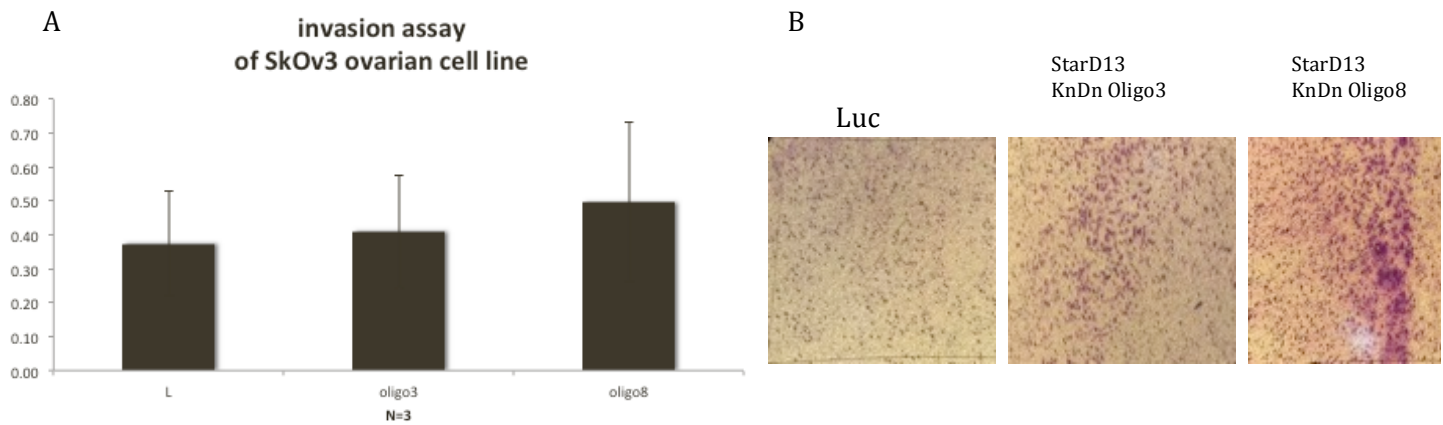 A
invasion assay
of SkOv3 ovarian cell line
0.80
0.70
0.60
0.50
0.40
0.30
0.20
0.10
0.00
L
oligo3
oligo8
N=3
B
Luc
StarD13
KnDn Oligo3
StarD13
KnDn Oligo8